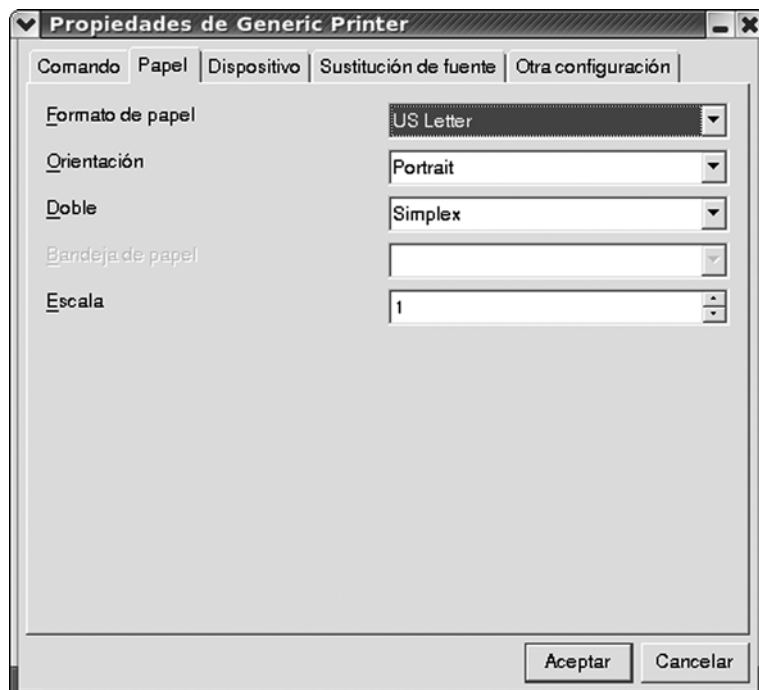 Propiedades de Generic Printer
Comando Papel Dispositivo Sustitución de fuente Otra configuración
Formato de papel US Letter
Orientación Portrait
Doble Simplex
Bandeja de papel
Escala 1
Aceptar Cancelar